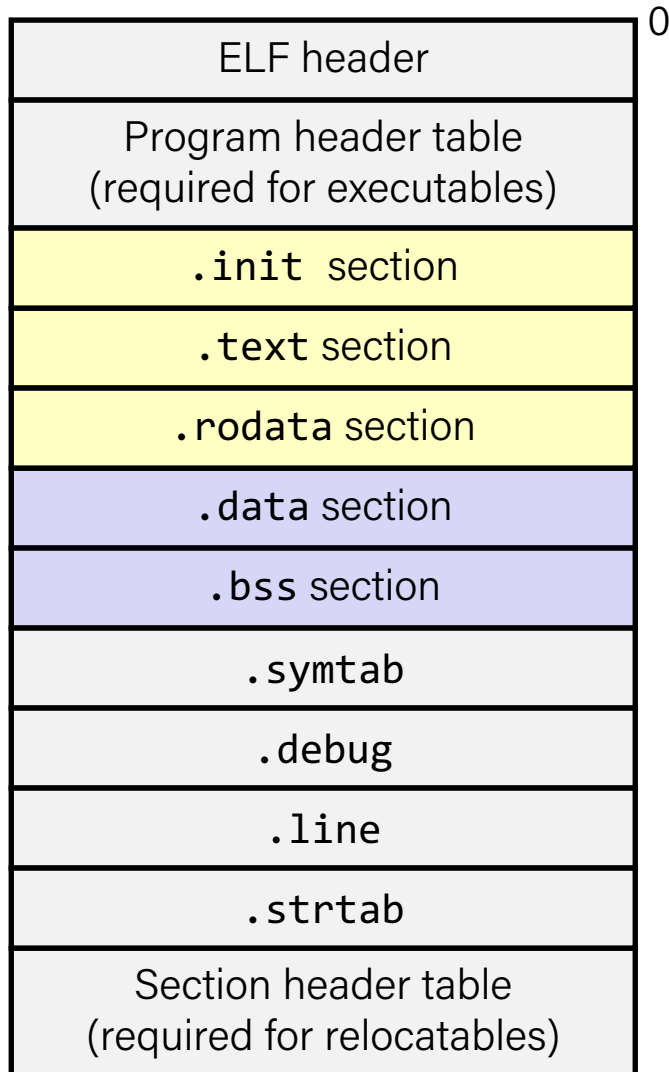 0
ELF header
Program header table
(required for executables)
.init section
.text section
.rodata section
.data section
.bss section
.symtab
.debug
.line
.strtab
Section header table
(required for relocatables)